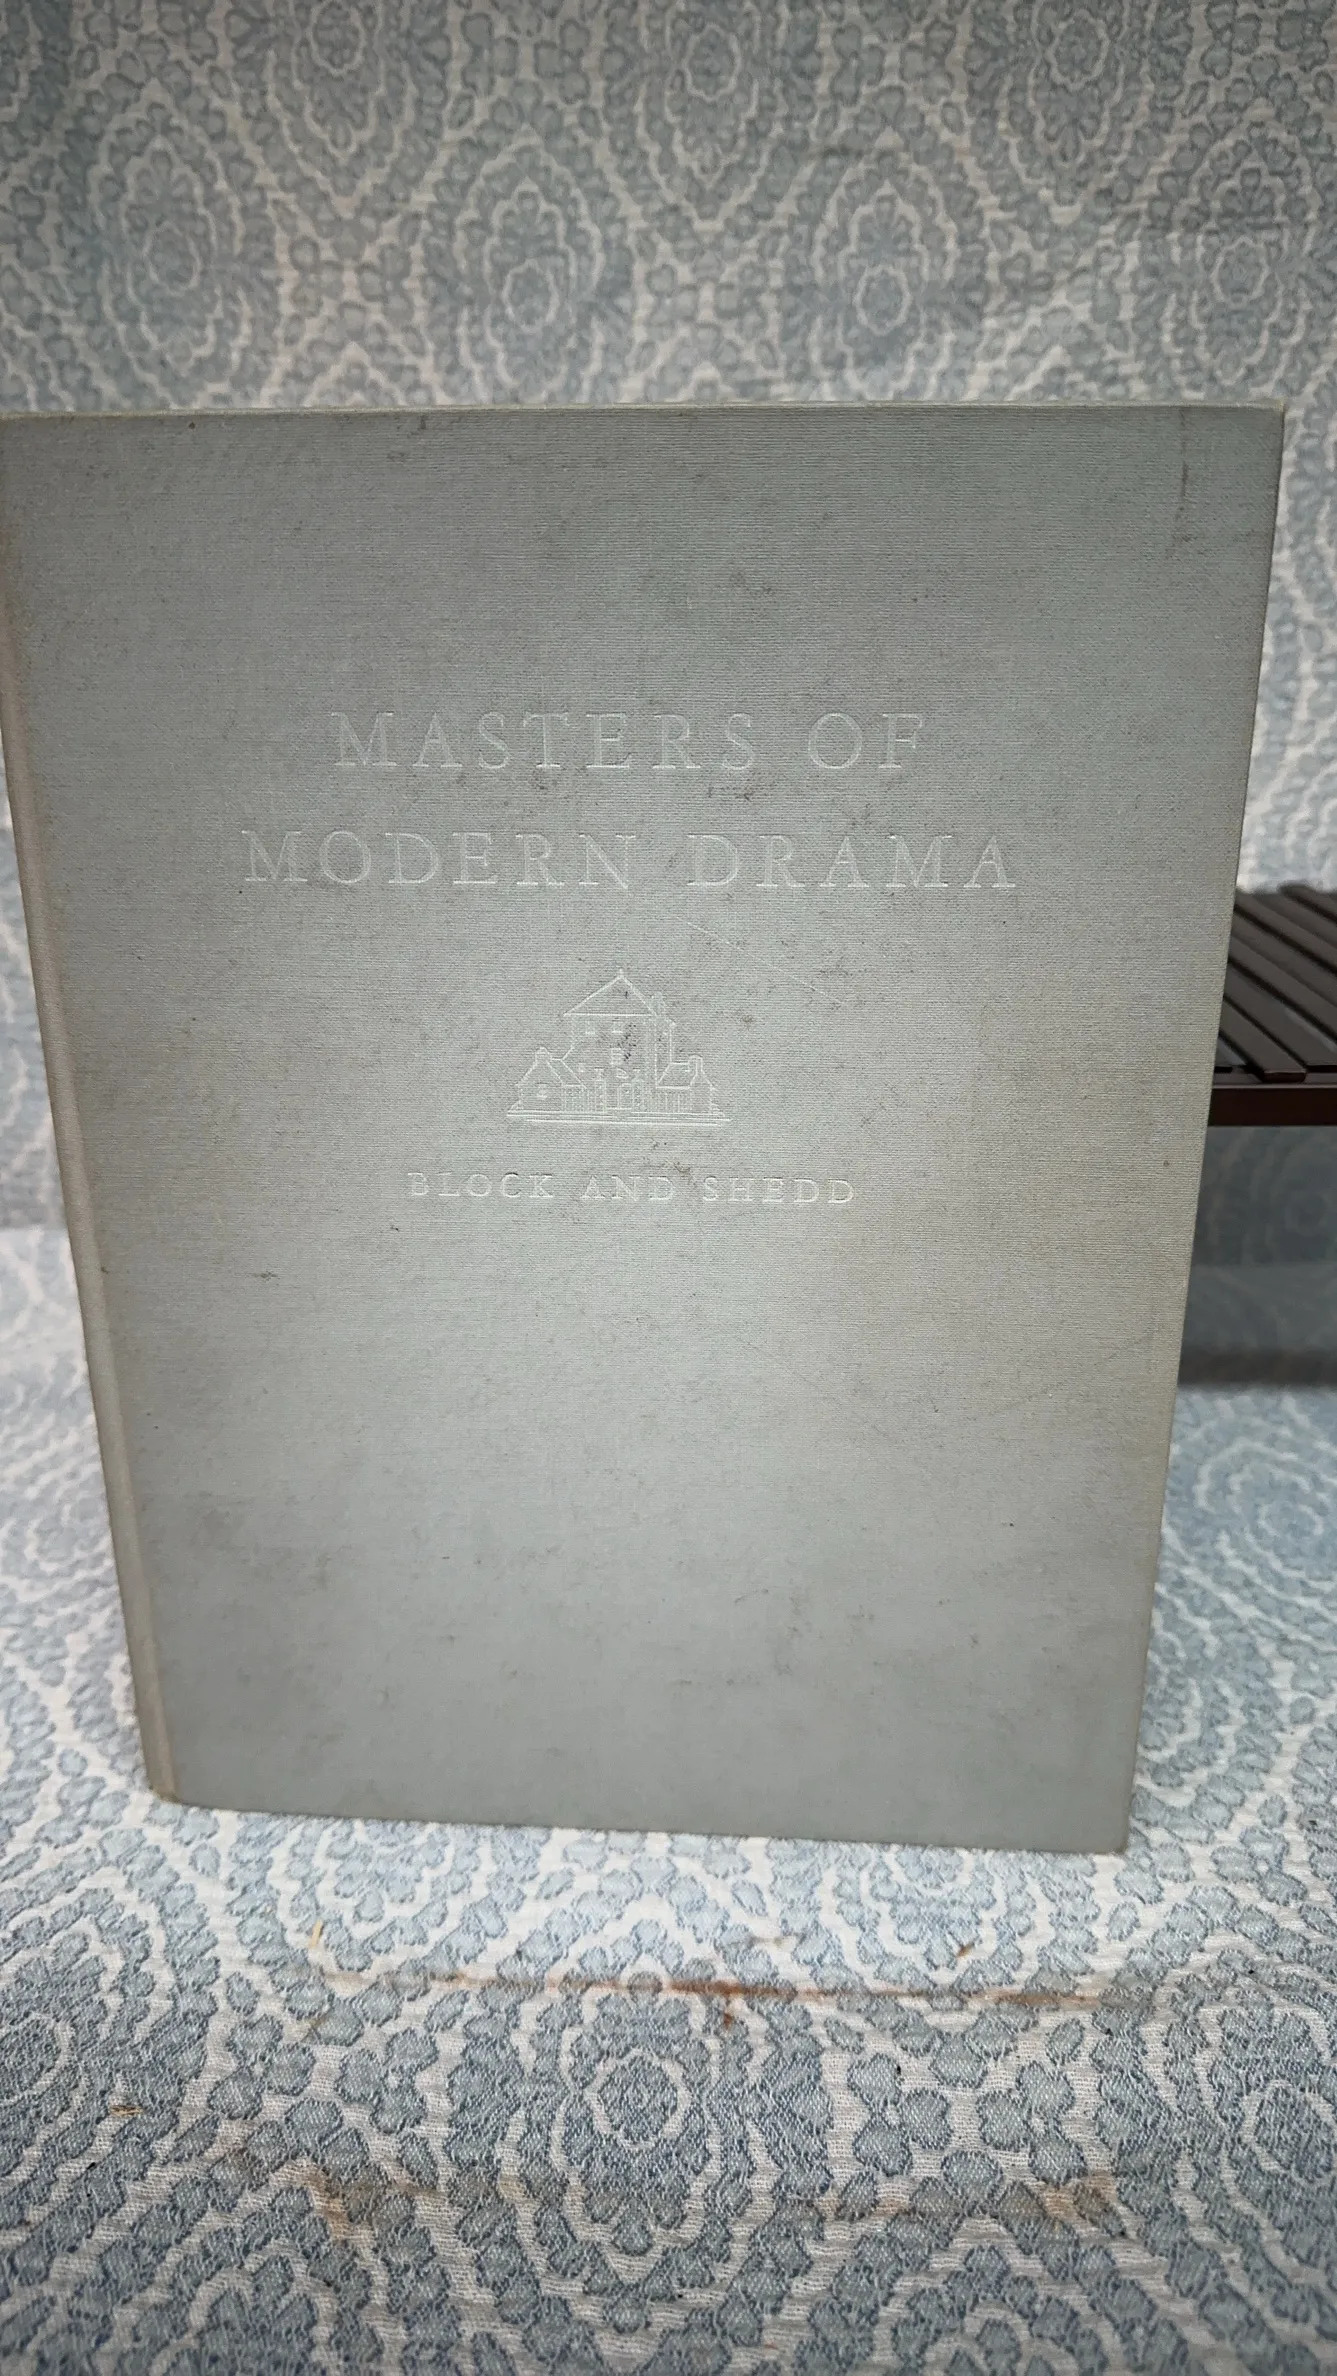 MASTERS OF
MODERN DRAMA
BLOCK AND SHEDD